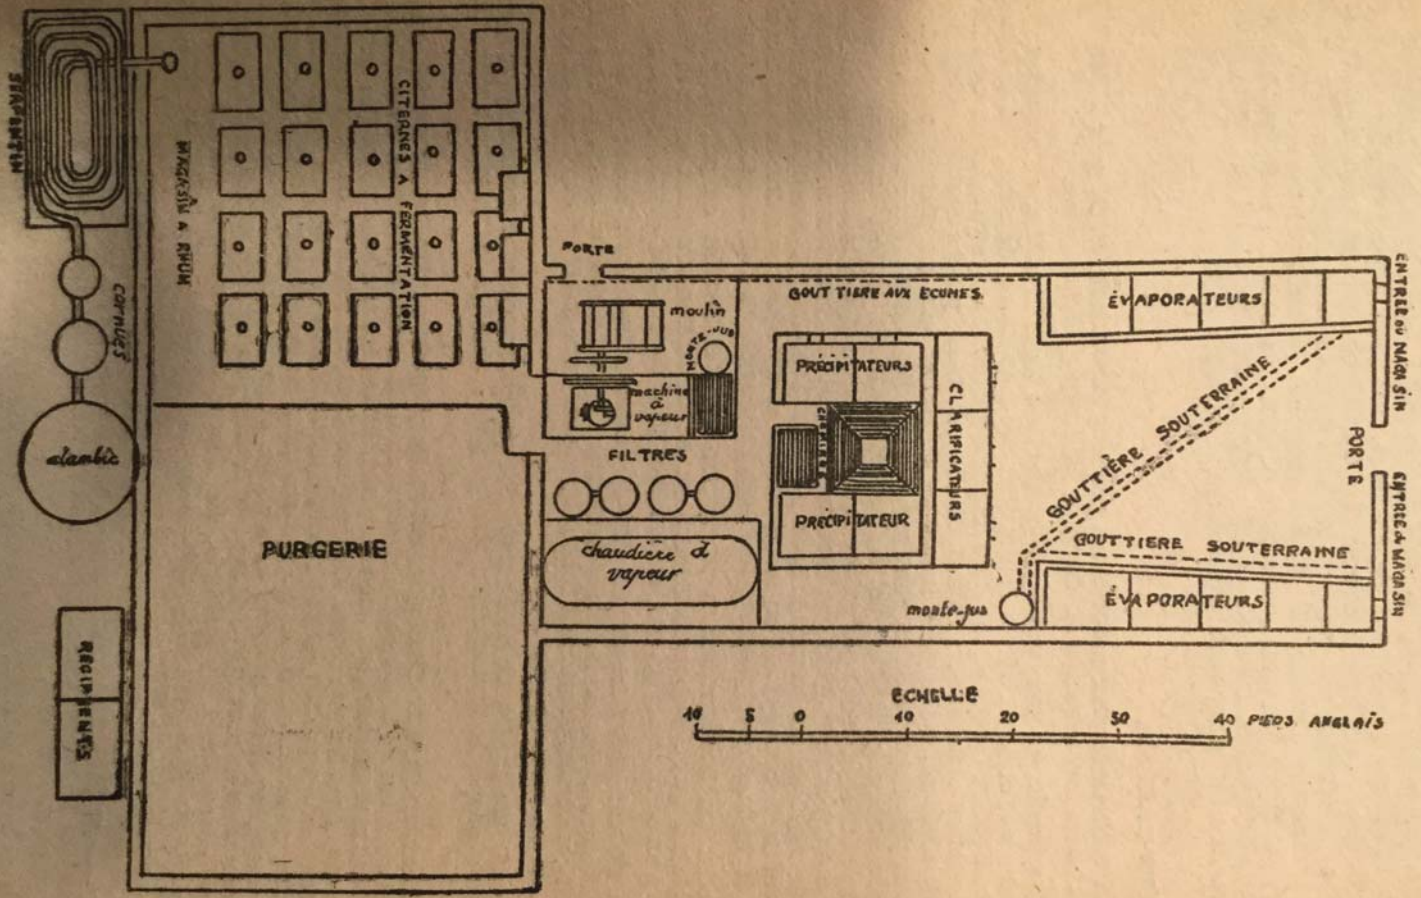 SERPENTIN
CORNUES
alambic
RÉCIPIENTS
MAGASIN A RHUM
CITERNES A FERMENTATION
PURGERIE
PORTE
moulin
MONTE-JUS
machine
à
vapeur
FILTRES
chaudière à
vapeur
GOUTTIERE AUX ECUMES
PRÉCIPITATEURS
CLARIFICATEURS
PRÉCIPITATEUR
monte-jus
ÉVAPORATEURS
GOUTTIÈRE SOUTERRAINE
GOUTTIERE SOUTERRAINE
ÉVAPORATEURS
ENTREE DU MAGASIN
PORTE
ENTRÉE du MAGASIN
ECHELLE
10 5 0 10 20 30 40 PIEDS ANGLAIS